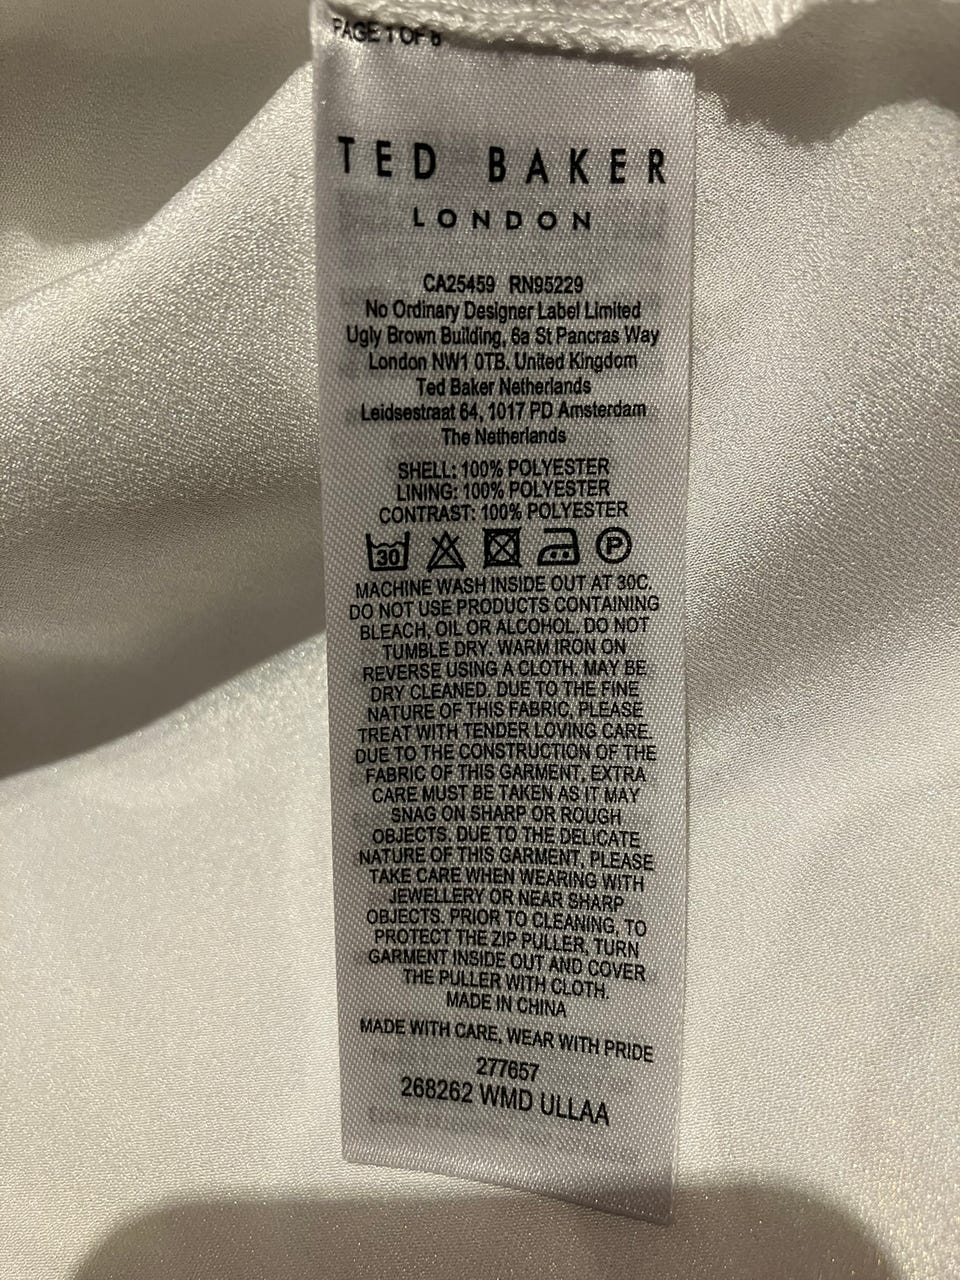 PAGE 1 OF 8
TED BAKER
LONDON
CA25459 RN95229
No Ordinary Designer Label Limited
Ugly Brown Building, 6a St Pancras Way
London NW1 0TB. United Kingdom
Ted Baker Netherlands
Leidsestraat 64, 1017 PD Amsterdam
The Netherlands
SHELL: 100% POLYESTER
LINING: 100% POLYESTER
CONTRAST: 100% POLYESTER
30 P
MACHINE WASH INSIDE OUT AT 30C.
DO NOT USE PRODUCTS CONTAINING
BLEACH, OIL OR ALCOHOL. DO NOT
TUMBLE DRY. WARM IRON ON
REVERSE USING A CLOTH. MAY BE
DRY CLEANED. DUE TO THE FINE
NATURE OF THIS FABRIC, PLEASE
TREAT WITH TENDER LOVING CARE.
DUE TO THE CONSTRUCTION OF THE
FABRIC OF THIS GARMENT, EXTRA
CARE MUST BE TAKEN AS IT MAY
SNAG ON SHARP OR ROUGH
OBJECTS. DUE TO THE DELICATE
NATURE OF THIS GARMENT, PLEASE
TAKE CARE WHEN WEARING WITH
JEWELLERY OR NEAR SHARP
OBJECTS. PRIOR TO CLEANING, TO
PROTECT THE ZIP PULLER, TURN
GARMENT INSIDE OUT AND COVER
THE PULLER WITH CLOTH.
MADE IN CHINA
MADE WITH CARE, WEAR WITH PRIDE
277657
268262 WMD ULLAA